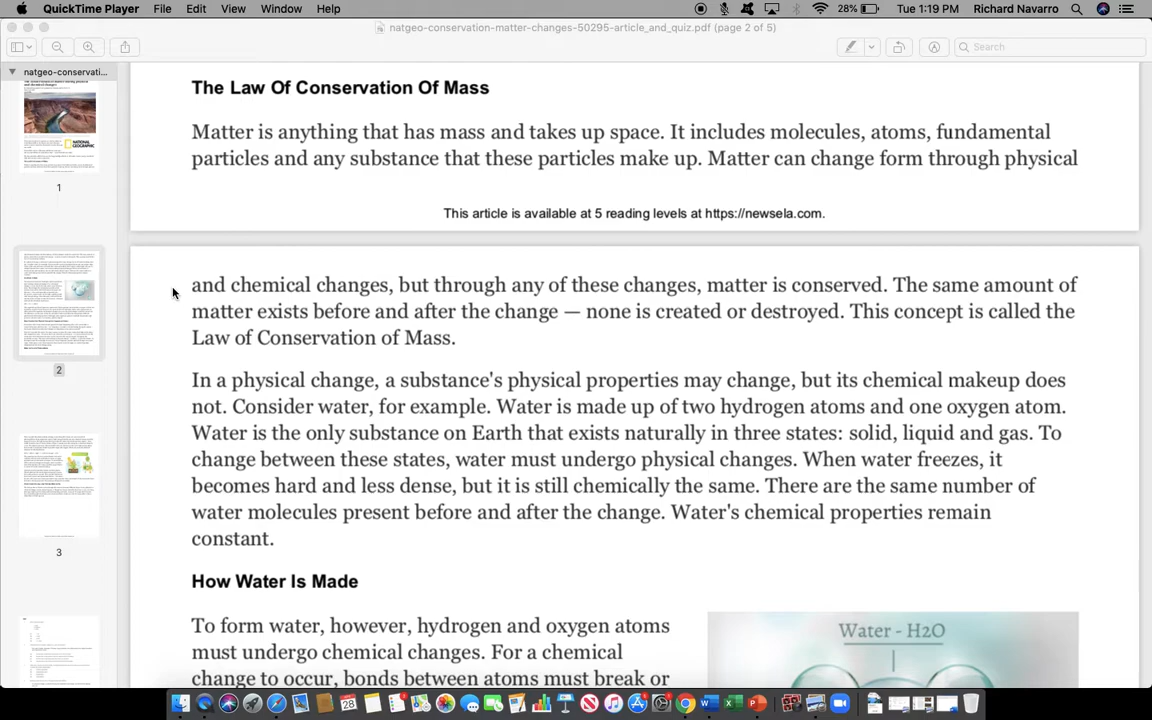 QuickTime Player File Edit View Window Help 28% Tue 1:19 PM Richard Navarro
natgeo-conservation-matter-changes-50295-article_and_quiz.pdf (page 2 of 5)
Search
natgeo-conservati...
NATIONAL
GEOGRAPHIC
1
2
3
The Law Of Conservation Of Mass
Matter is anything that has mass and takes up space. It includes molecules, atoms, fundamental
particles and any substance that these particles make up. Matter can change form through physical
This article is available at 5 reading levels at https://newsela.com.
and chemical changes, but through any of these changes, matter is conserved. The same amount of
matter exists before and after the change — none is created or destroyed. This concept is called the
Law of Conservation of Mass.
In a physical change, a substance's physical properties may change, but its chemical makeup does
not. Consider water, for example. Water is made up of two hydrogen atoms and one oxygen atom.
Water is the only substance on Earth that exists naturally in three states: solid, liquid and gas. To
change between these states, water must undergo physical changes. When water freezes, it
becomes hard and less dense, but it is still chemically the same. There are the same number of
water molecules present before and after the change. Water's chemical properties remain
constant.
How Water Is Made
To form water, however, hydrogen and oxygen atoms
must undergo chemical changes. For a chemical
change to occur, bonds between atoms must break or
Water - H2O
28